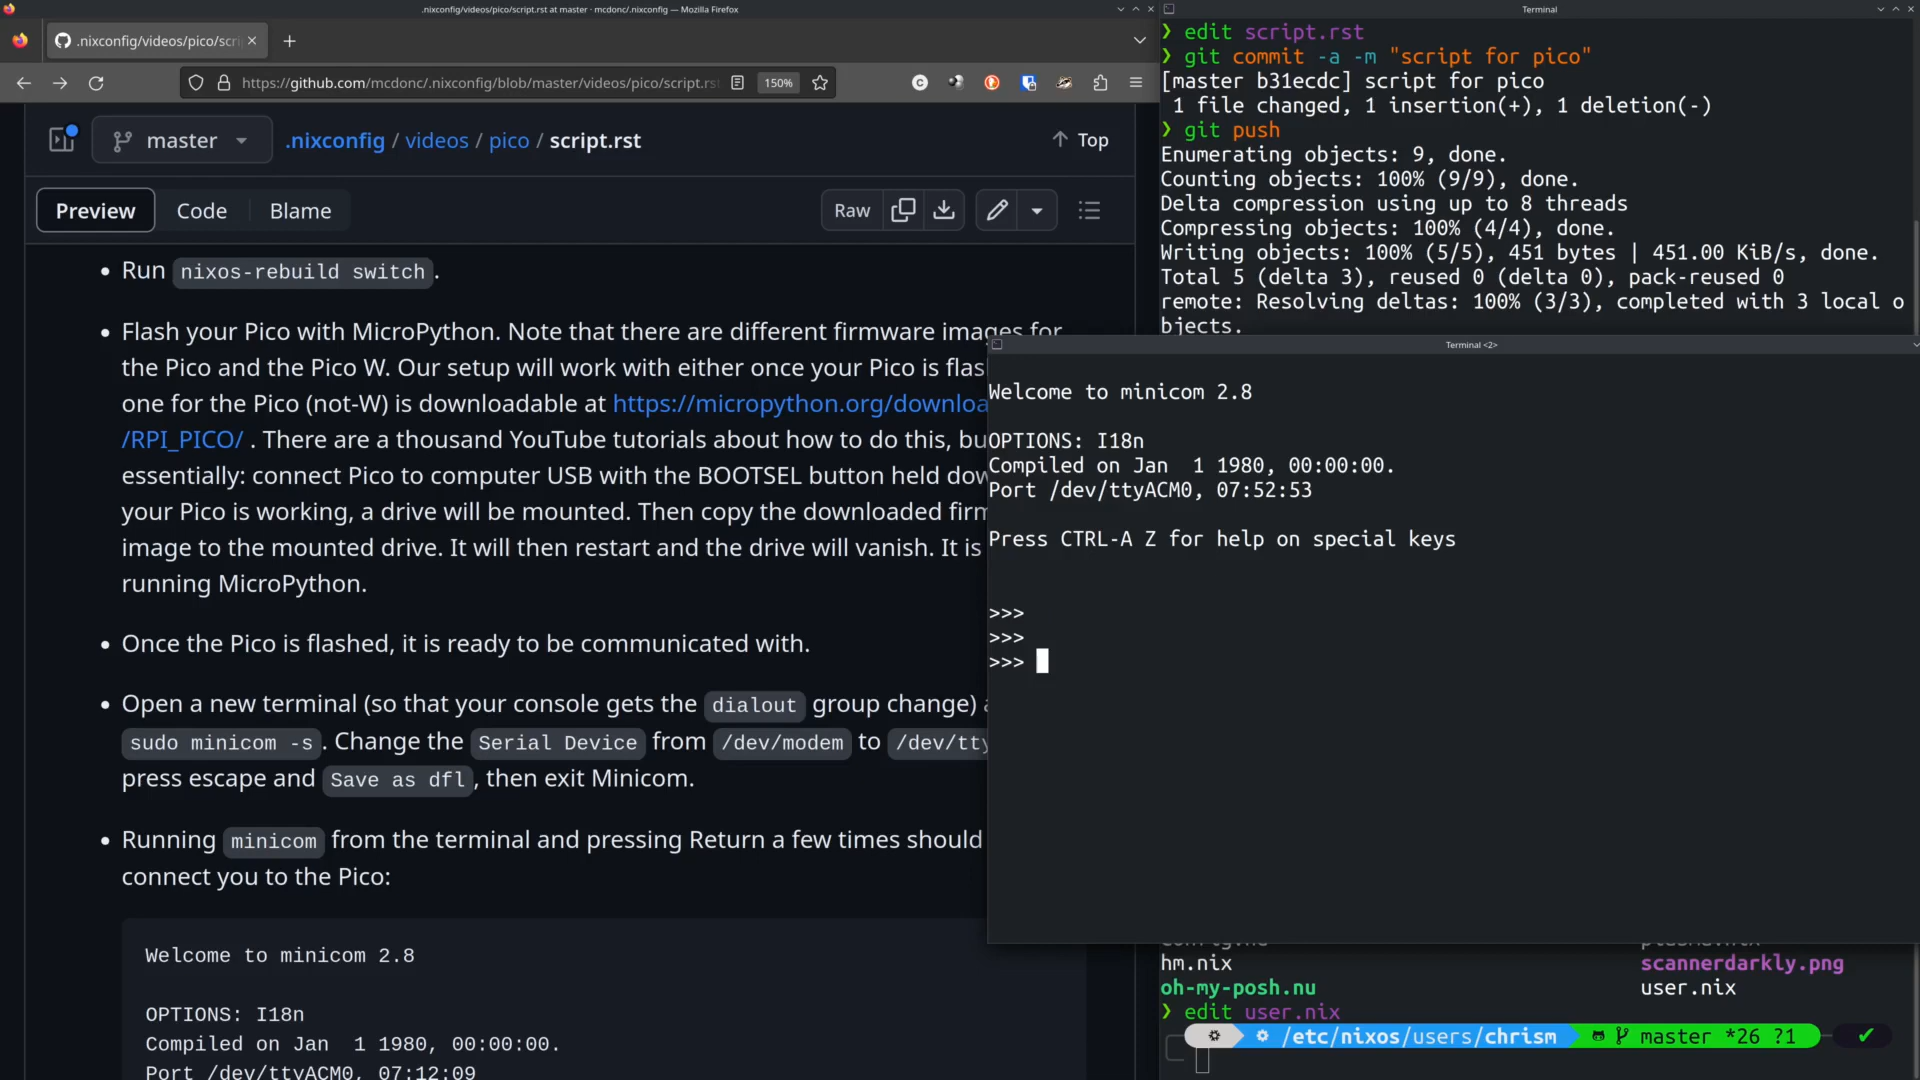 .nixconfig/videos/pico/script.rst at master · mcdonc/.nixconfig — Mozilla Firefox
.nixconfig/videos/pico/scri
https://github.com/mcdonc/.nixconfig/blob/master/videos/pico/script.rst
150%
master
.nixconfig / videos / pico / script.rst
Top
Preview
Code
Blame
Raw
• Run nixos-rebuild switch.
• Flash your Pico with MicroPython. Note that there are different firmware images for
the Pico and the Pico W. Our setup will work with either once your Pico is flas
one for the Pico (not-W) is downloadable at https://micropython.org/downloa
/RPI_PICO/ . There are a thousand YouTube tutorials about how to do this, bu
essentially: connect Pico to computer USB with the BOOTSEL button held dow
your Pico is working, a drive will be mounted. Then copy the downloaded firm
image to the mounted drive. It will then restart and the drive will vanish. It is
running MicroPython.
• Once the Pico is flashed, it is ready to be communicated with.
• Open a new terminal (so that your console gets the dialout group change) a
sudo minicom -s. Change the Serial Device from /dev/modem to /dev/tty
press escape and Save as dfl, then exit Minicom.
• Running minicom from the terminal and pressing Return a few times should
connect you to the Pico:
Welcome to minicom 2.8
OPTIONS: I18n
Compiled on Jan  1 1980, 00:00:00.
Port /dev/ttyACM0, 07:12:09
Terminal
❯ edit script.rst
❯ git commit -a -m "script for pico"
[master b31ecdc] script for pico
1 file changed, 1 insertion(+), 1 deletion(-)
❯ git push
Enumerating objects: 9, done.
Counting objects: 100% (9/9), done.
Delta compression using up to 8 threads
Compressing objects: 100% (4/4), done.
Writing objects: 100% (5/5), 451 bytes | 451.00 KiB/s, done.
Total 5 (delta 3), reused 0 (delta 0), pack-reused 0
remote: Resolving deltas: 100% (3/3), completed with 3 local o
bjects.
Terminal <2>
Welcome to minicom 2.8
OPTIONS: I18n
Compiled on Jan  1 1980, 00:00:00.
Port /dev/ttyACM0, 07:52:53
Press CTRL-A Z for help on special keys
>>>
>>>
>>>
hm.nix scannerdarkly.png
oh-my-posh.nu user.nix
❯ edit user.nix
/etc/nixos/users/chrism master *26 ?1 ✔